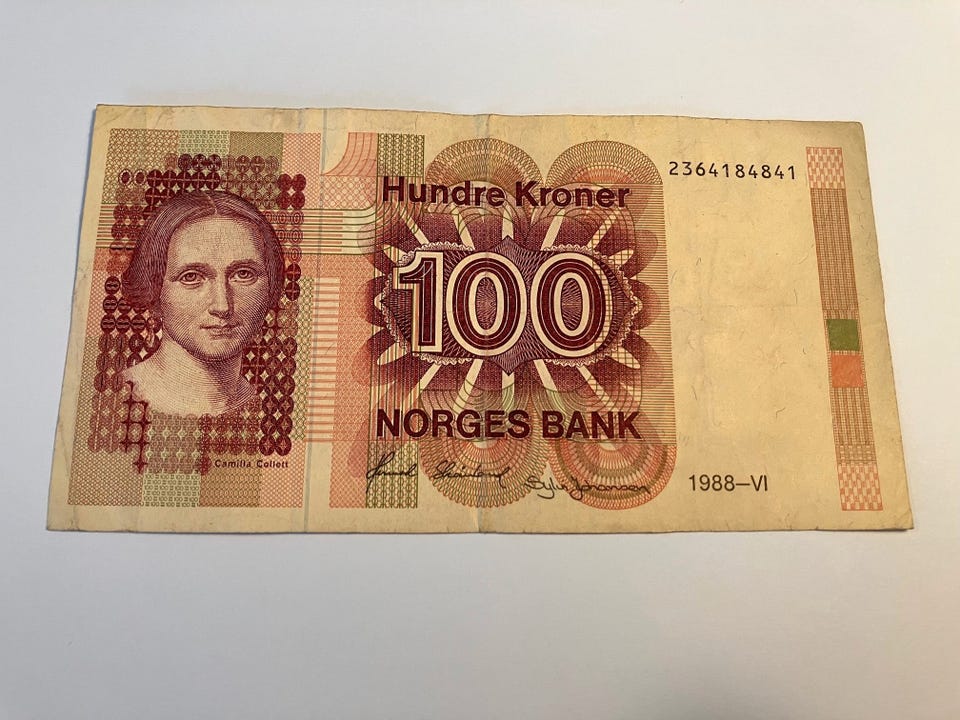 Hundre Kroner
2364184841
100
NORGES BANK
Camilla Collett
1988–VI